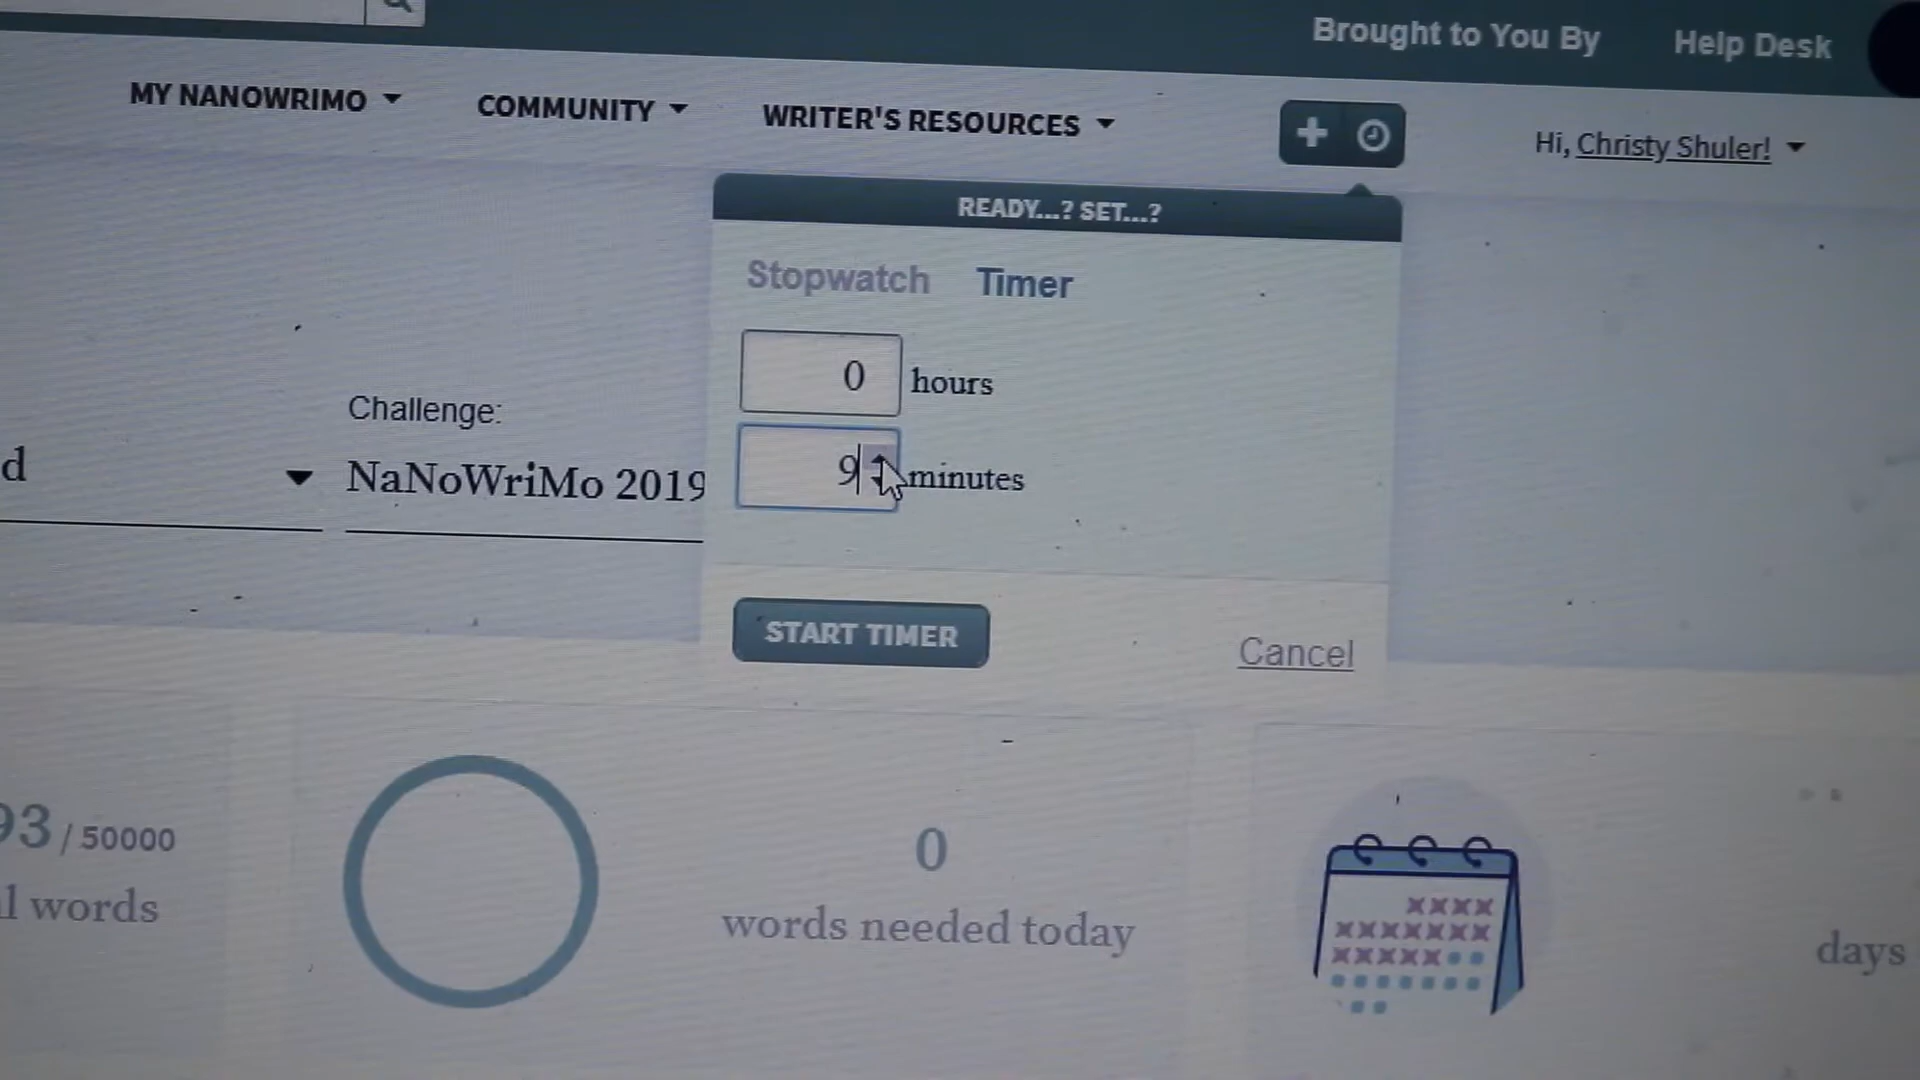 Brought to You By
Help Desk
MY NANOWRIMO
COMMUNITY
WRITER'S RESOURCES
Hi, Christy Shuler!
READY...? SET...?
Stopwatch
Timer
0 hours
9 minutes
Challenge:
d
NaNoWriMo 2019
START TIMER
Cancel
93 / 50000
l words
0
words needed today
days